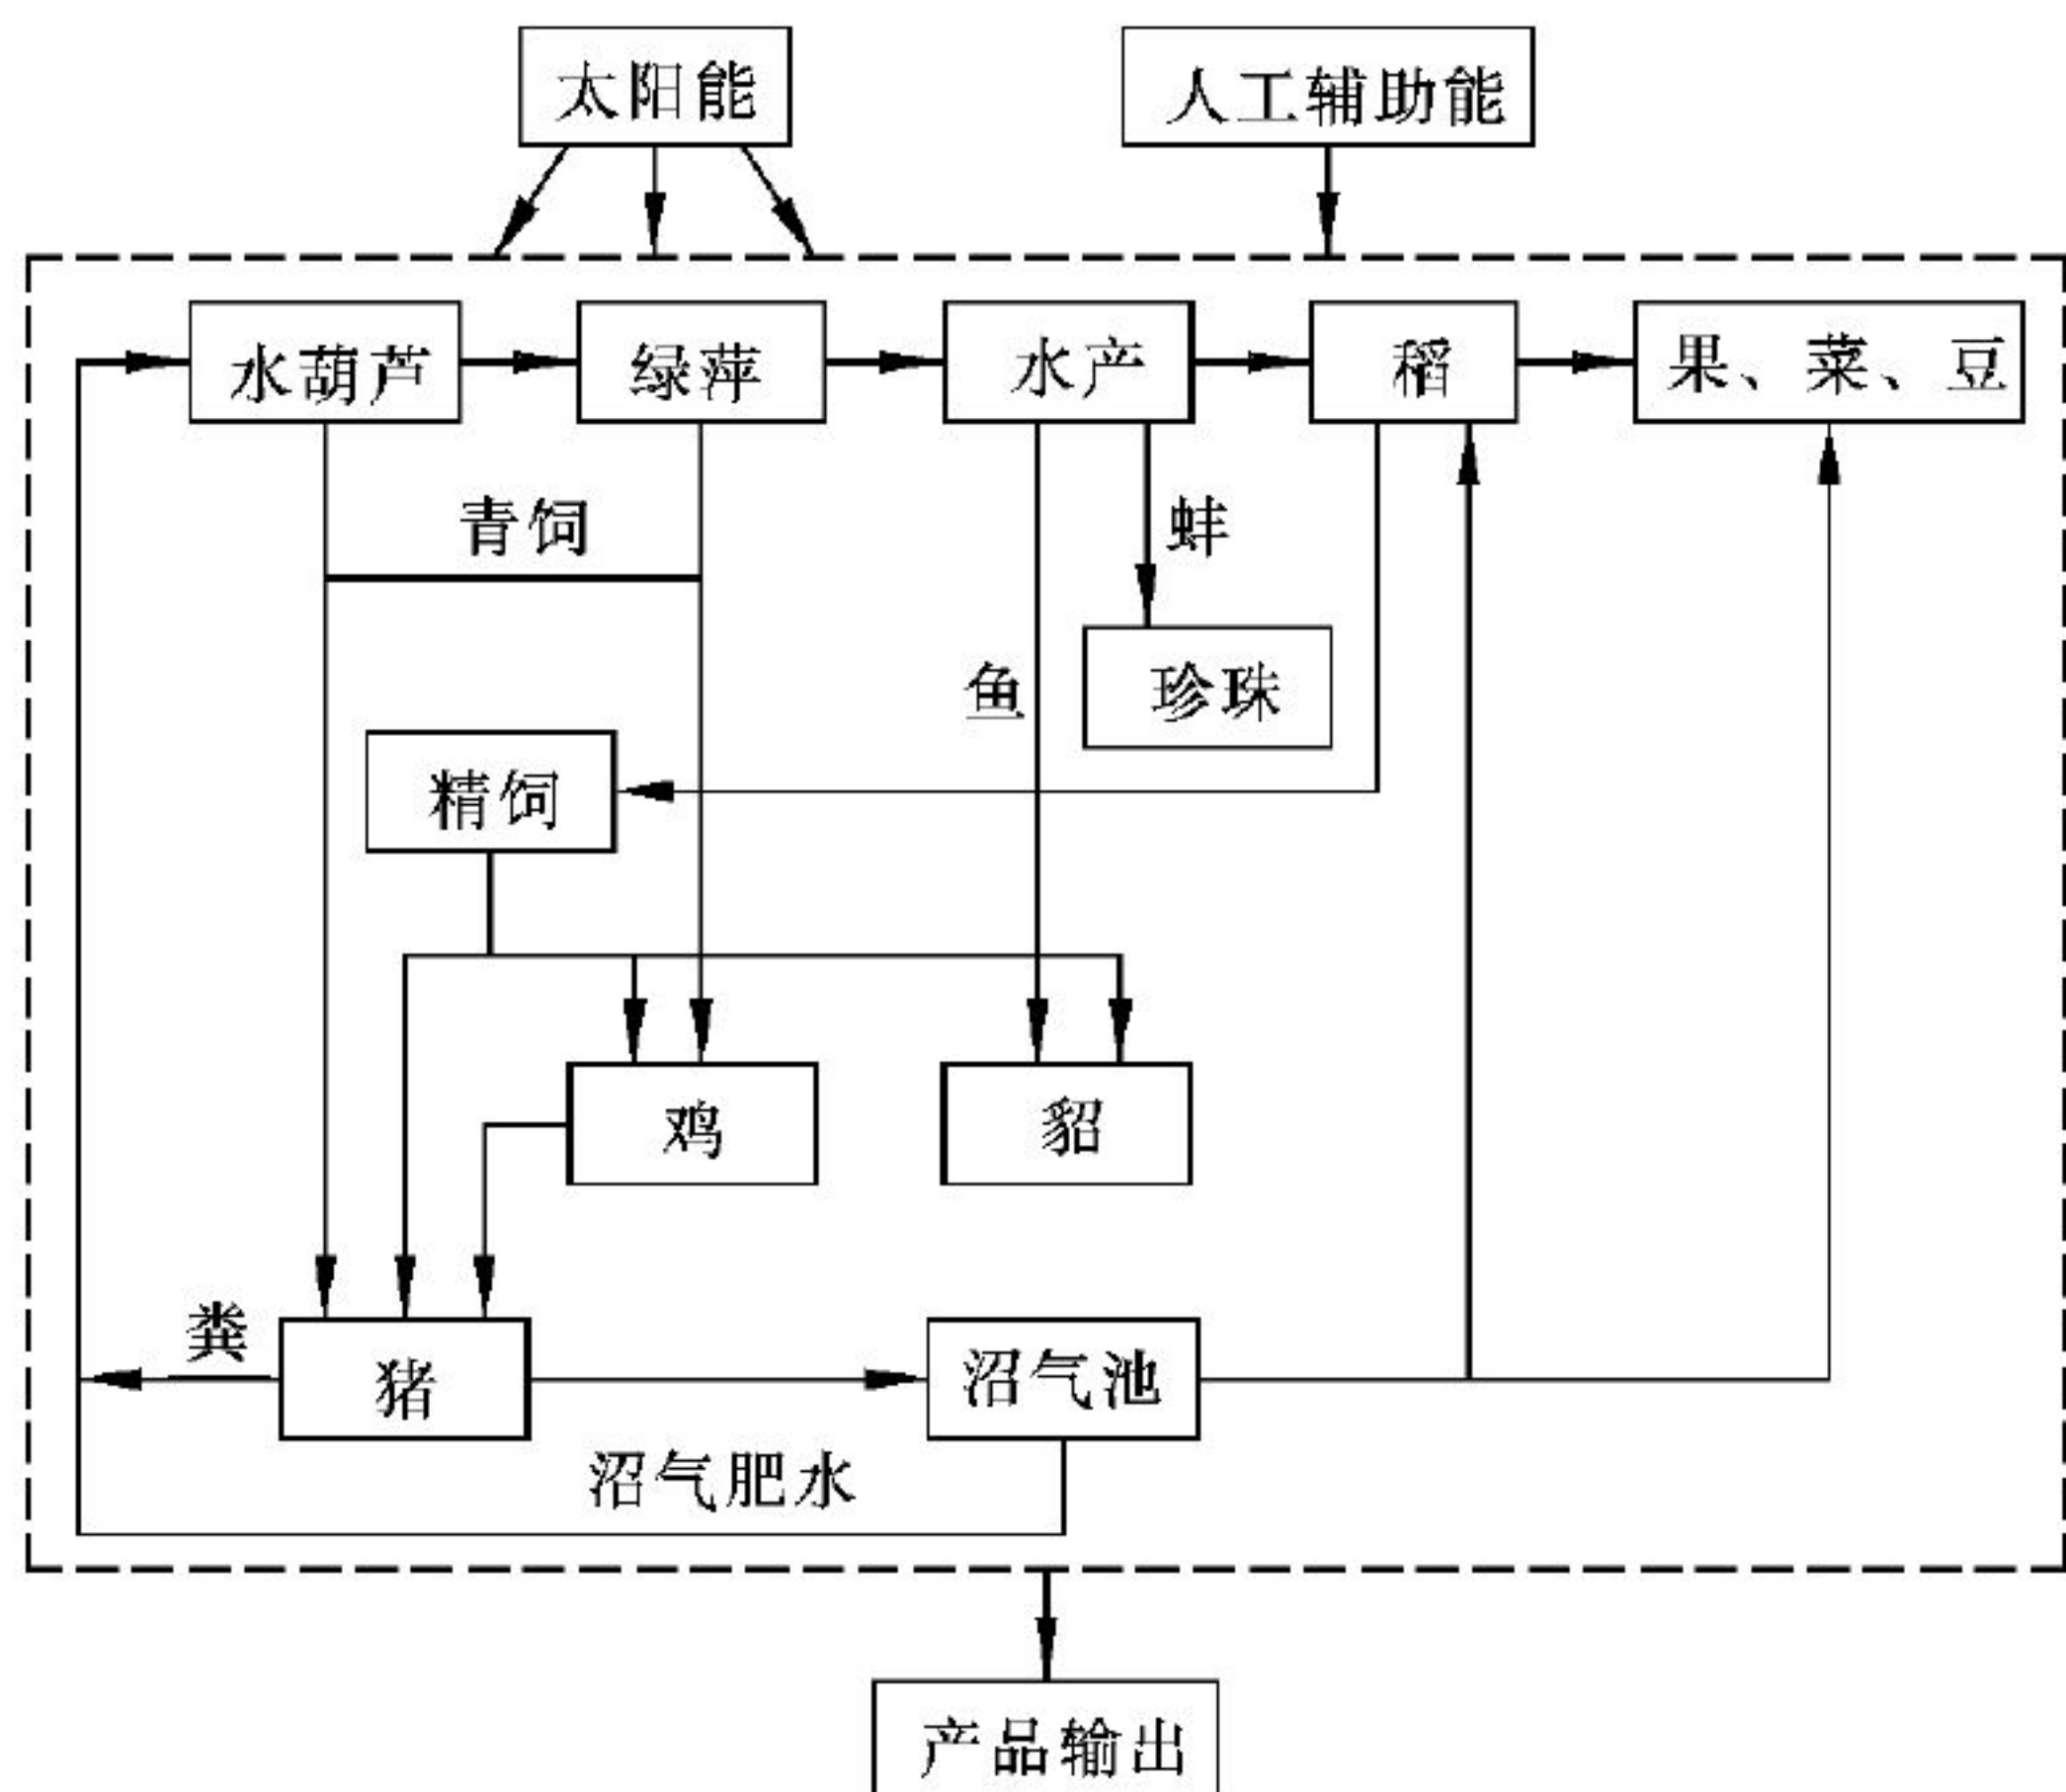 太阳能
人工辅助能
水葫芦
绿萍
水产
稻
果、菜、豆
青饲
蚌
鱼
珍珠
精饲
鸡
貂
粪
猪
沼气池
沼气肥水
产品输出